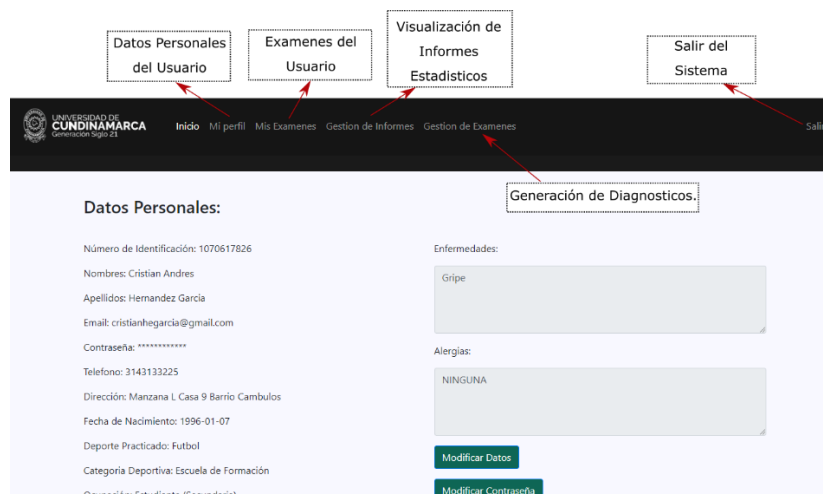 Datos Personales
del Usuario
Examenes del
Usuario
Visualización de
Informes
Estadisticos
Salir del
Sistema
UNIVERSIDAD DE
CUNDINAMARCA
Generación Siglo 21
Inicio Mi perfil Mis Examenes Gestion de Informes Gestion de Examenes Salir
Generación de Diagnosticos.
Datos Personales:
Número de Identificación: 1070617826
Nombres: Cristian Andres
Apellidos: Hernandez Garcia
Email: cristianhegarcia@gmail.com
Contraseña: ************
Telefono: 3143133225
Dirección: Manzana L Casa 9 Barrio Cambulos
Fecha de Nacimiento: 1996-01-07
Deporte Practicado: Futbol
Categoria Deportiva: Escuela de Formación
Ocupación: Estudiante (Secundaria)
Enfermedades:
Gripe
Alergias:
NINGUNA
Modificar Datos
Modificar Contraseña